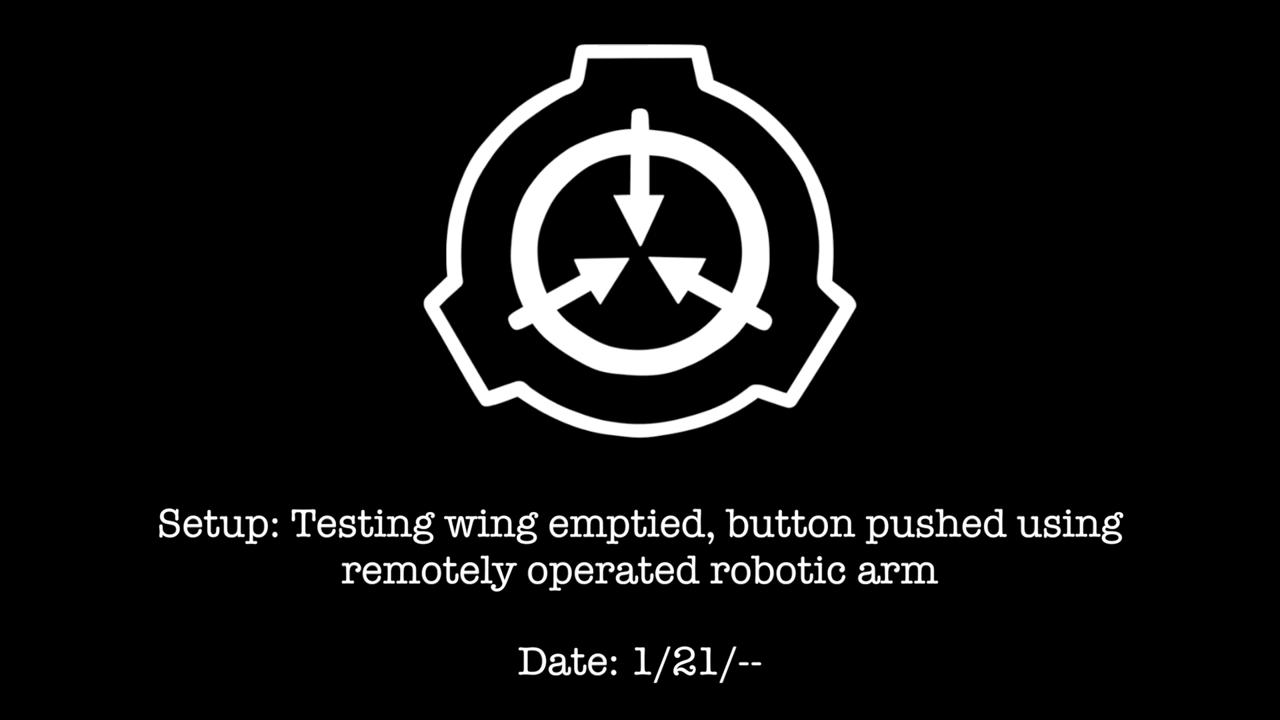 Setup: Testing wing emptied, button pushed using
remotely operated robotic arm
Date: 1/21/--